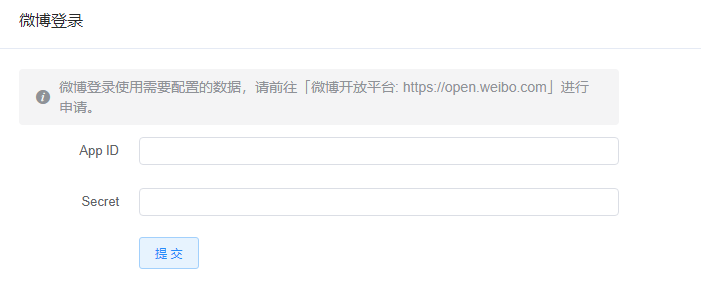 微博登录
微博登录使用需要配置的数据，请前往「微博开放平台: https://open.weibo.com」进行
申请。
App ID
Secret
提 交